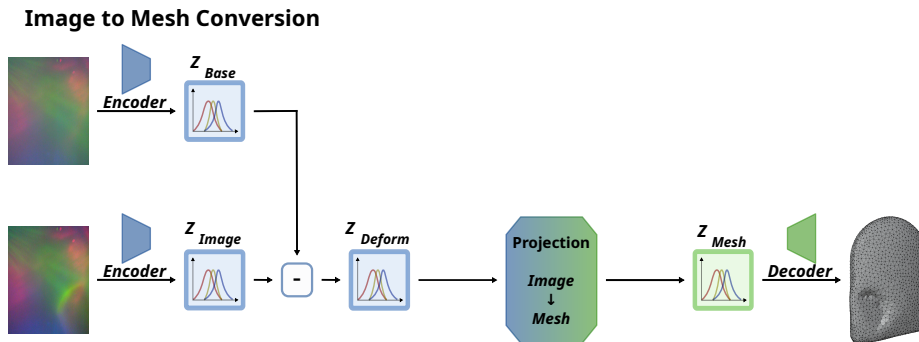 Image to Mesh Conversion
Z Base
Encoder
Z Image
Encoder
-
Z Deform
Projection
Image
↓
Mesh
Z Mesh
Decoder